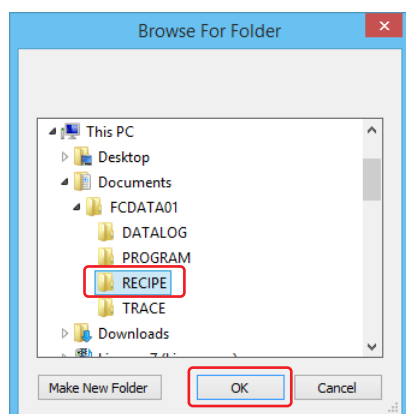 Browse For Folder
This PC
Desktop
Documents
FCDATA01
DATALOG
PROGRAM
RECIPE
TRACE
Downloads
Make New Folder
OK
Cancel